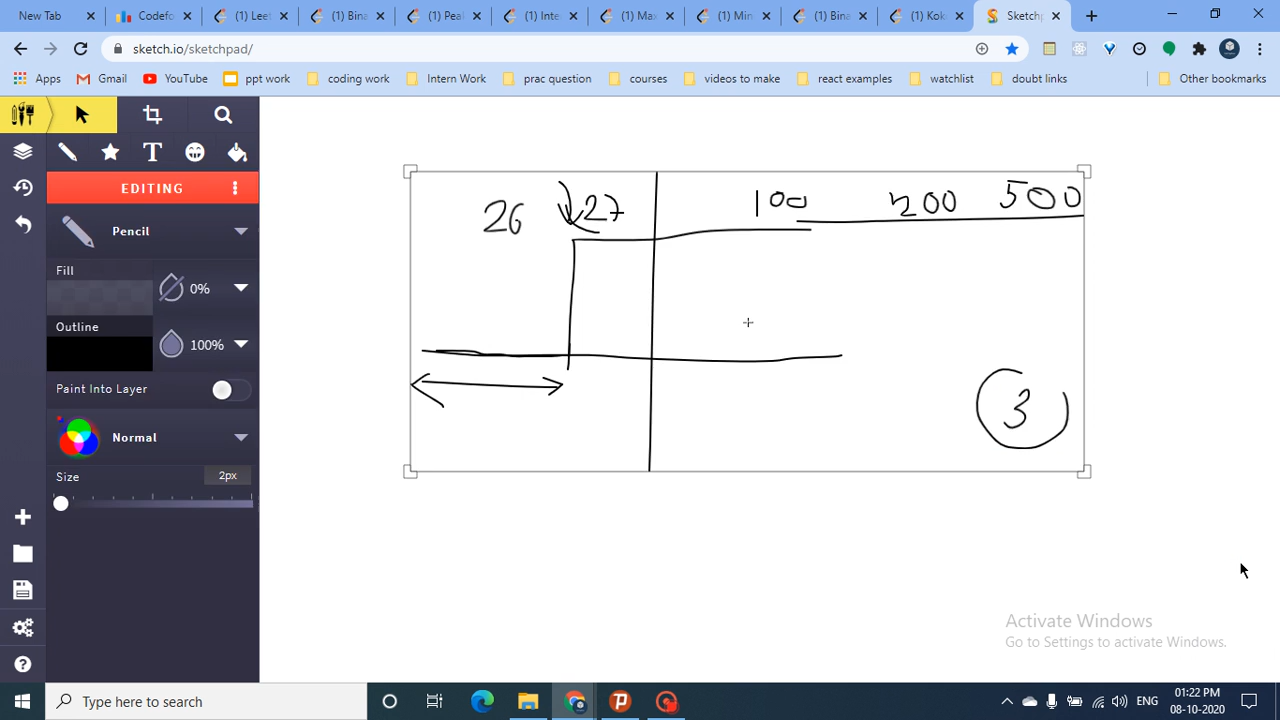 New Tab
Codefo
(1) Leet
(1) Bina
(1) Peal
(1) Inte
(1) Max
(1) Min
(1) Bina
(1) Kok
Sketchp
sketch.io/sketchpad/
Apps
Gmail
YouTube
ppt work
coding work
Intern Work
prac question
courses
videos to make
react examples
watchlist
doubt links
Other bookmarks
EDITING
Pencil
Fill
0%
Outline
100%
Paint Into Layer
Normal
Size
2px
26 27 100 200 500
3
Activate Windows
Go to Settings to activate Windows.
Type here to search
ENG
01:22 PM
08-10-2020